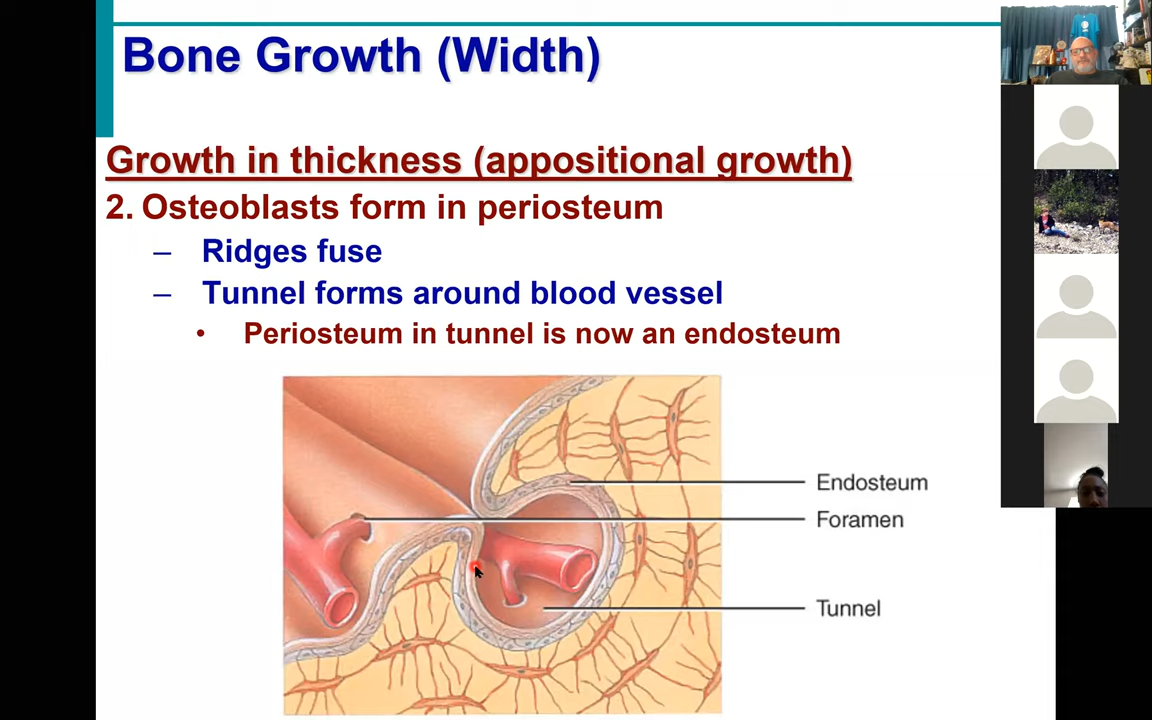 Bone Growth (Width)
Growth in thickness (appositional growth)
2. Osteoblasts form in periosteum
– Ridges fuse
– Tunnel forms around blood vessel
• Periosteum in tunnel is now an endosteum
Endosteum
Foramen
Tunnel